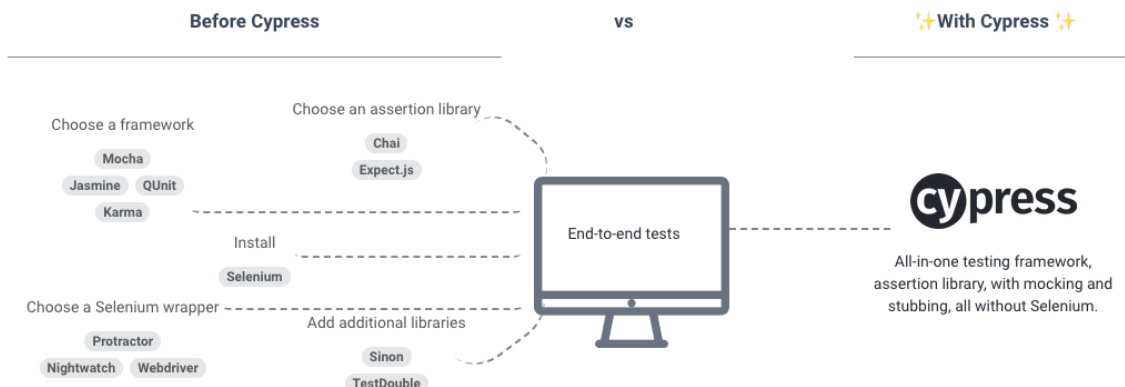 Before Cypress
vs
✨With Cypress ✨
Choose a framework
Mocha
Jasmine QUnit
Karma
Choose an assertion library
Chai
Expect.js
Install
Selenium
Choose a Selenium wrapper
Protractor
Nightwatch Webdriver
Add additional libraries
Sinon
TestDouble
End-to-end tests
cypress
All-in-one testing framework,
assertion library, with mocking and
stubbing, all without Selenium.